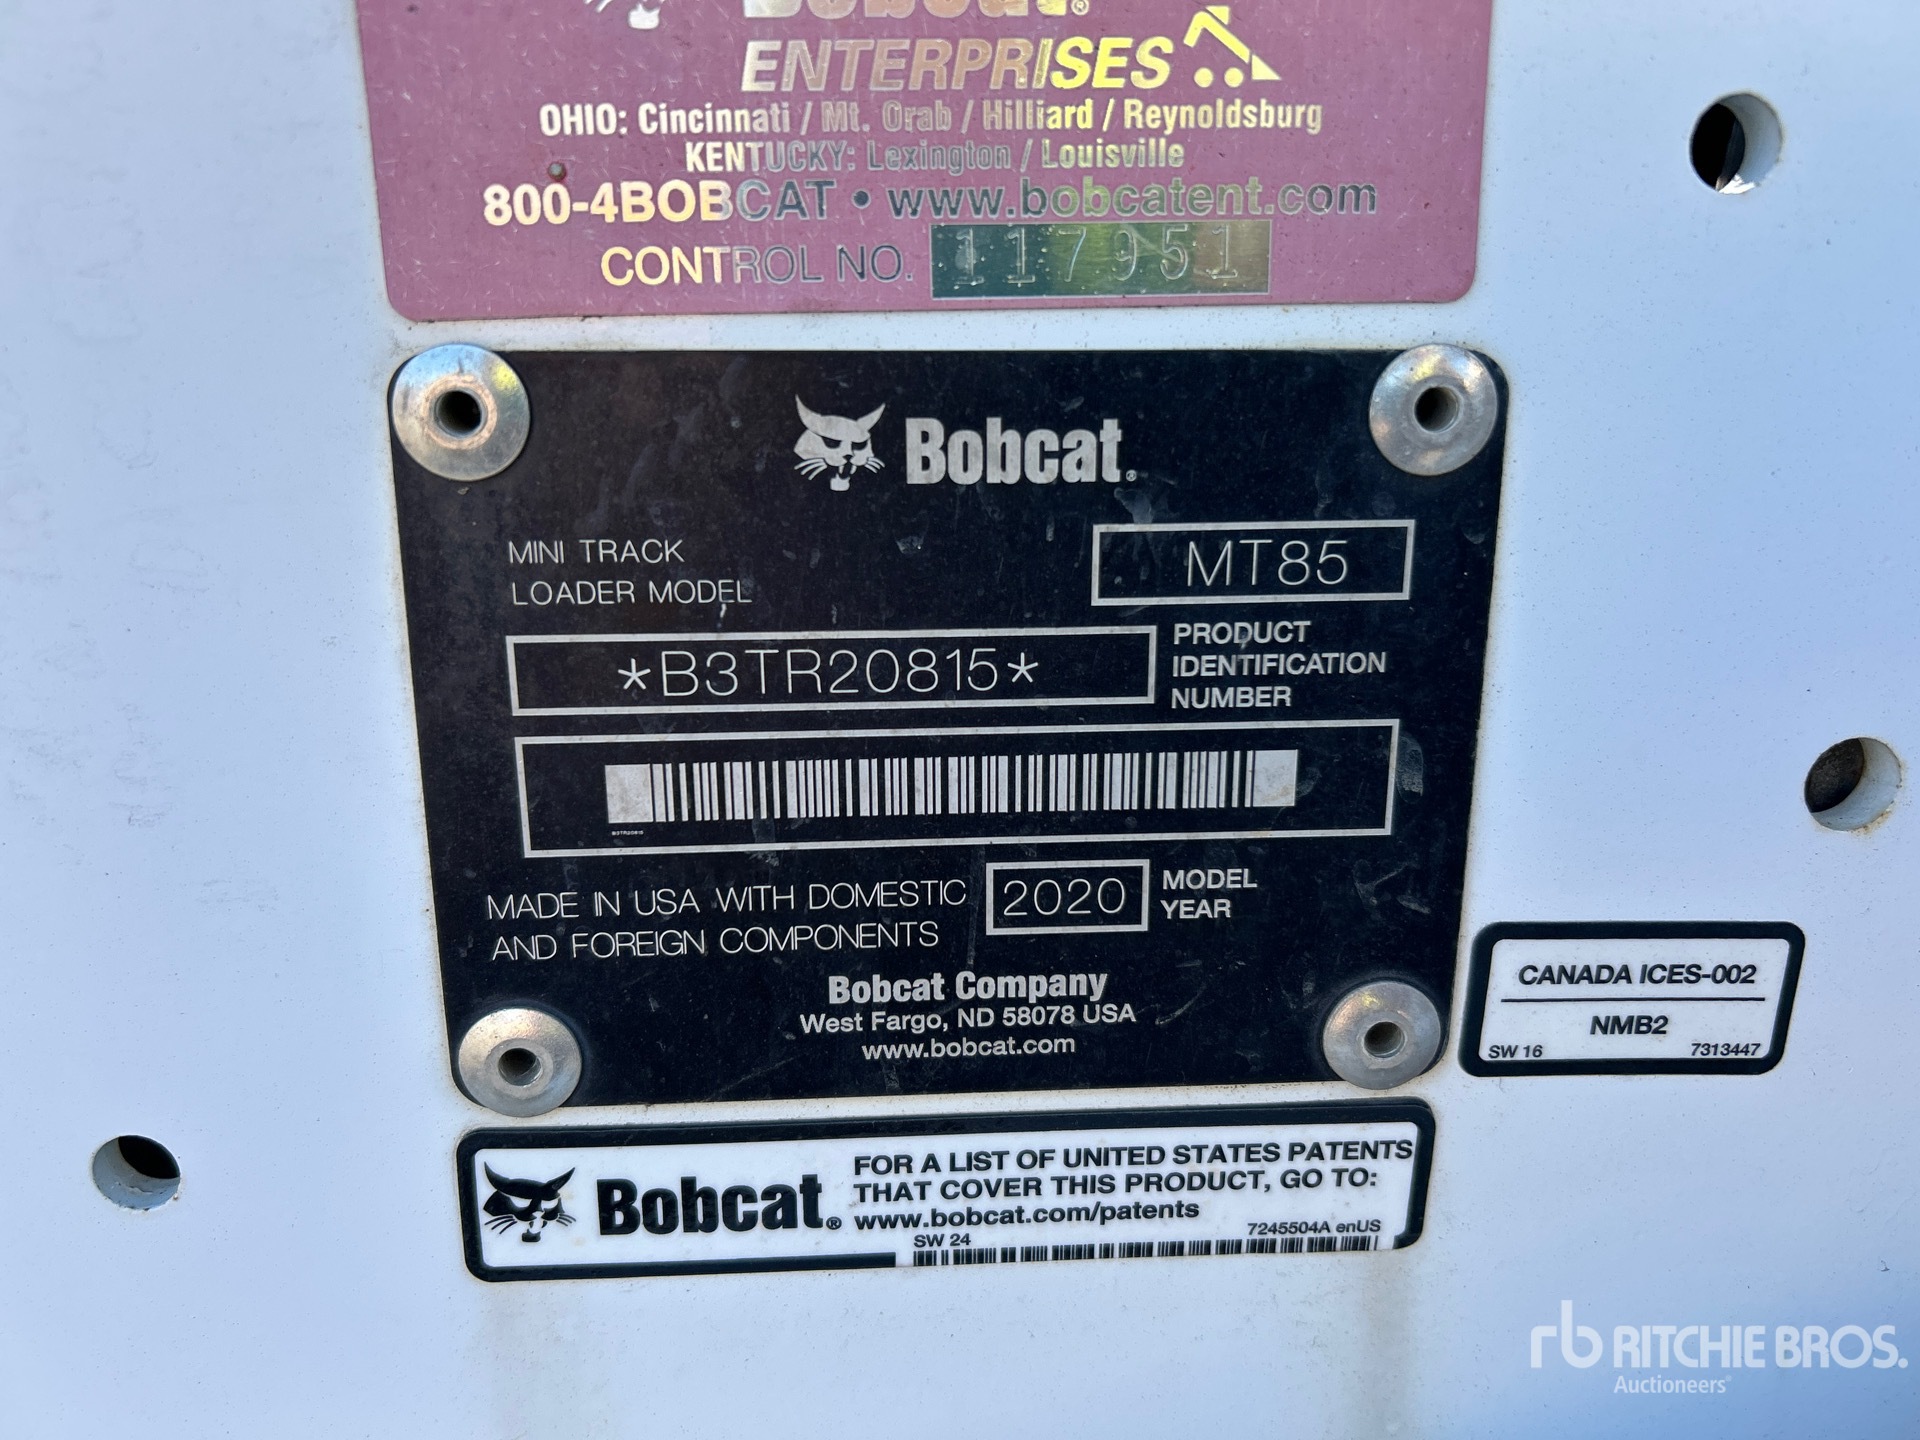 Bobcat®
ENTERPRISES
OHIO: Cincinnati / Mt. Orab / Hilliard / Reynoldsburg
KENTUCKY: Lexington / Louisville
800-4BOBCAT • www.bobcatent.com
CONTROL NO. 117951
Bobcat®
MINI TRACK
LOADER MODEL
MT85
*B3TR20815*
PRODUCT
IDENTIFICATION
NUMBER
B3TR20815
MADE IN USA WITH DOMESTIC
AND FOREIGN COMPONENTS
2020
MODEL
YEAR
Bobcat Company
West Fargo, ND 58078 USA
www.bobcat.com
CANADA ICES-002
NMB2
SW 16 7313447
Bobcat®
FOR A LIST OF UNITED STATES PATENTS
THAT COVER THIS PRODUCT, GO TO:
www.bobcat.com/patents
SW 24 7245504A enUS
rb RITCHIE BROS.
Auctioneers®